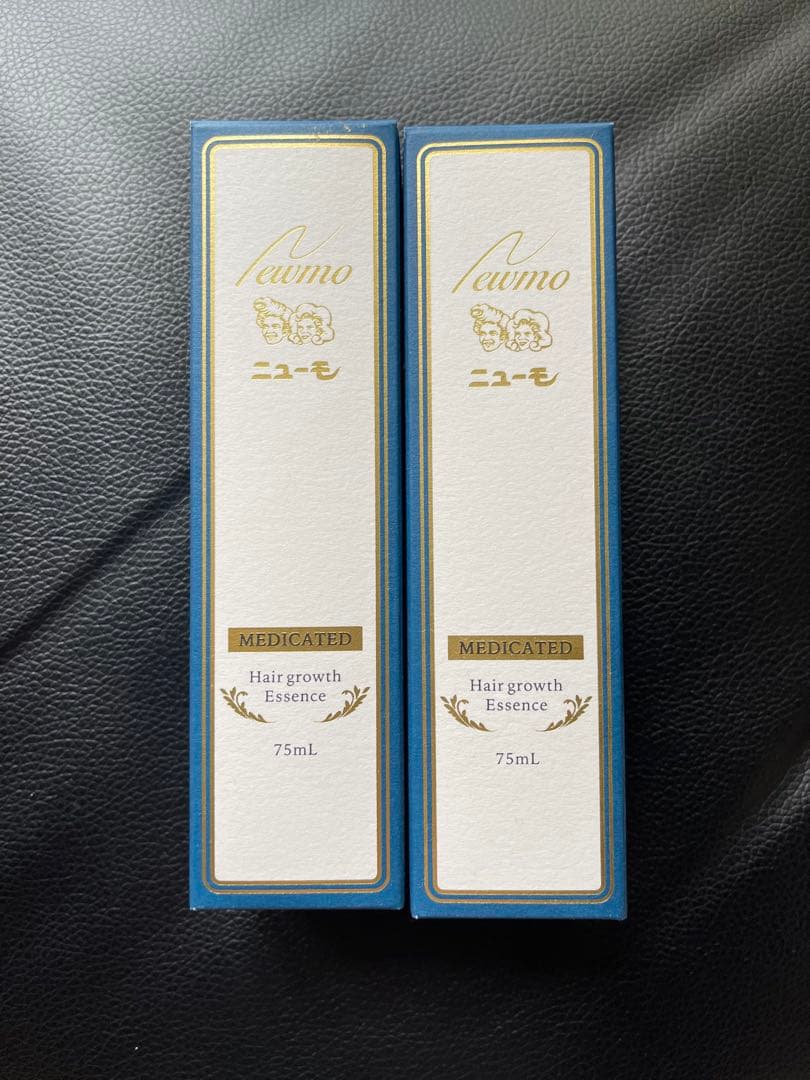 Newmo
ニューモ
MEDICATED
Hair growth
Essence
75mL
Newmo
ニューモ
MEDICATED
Hair growth
Essence
75mL